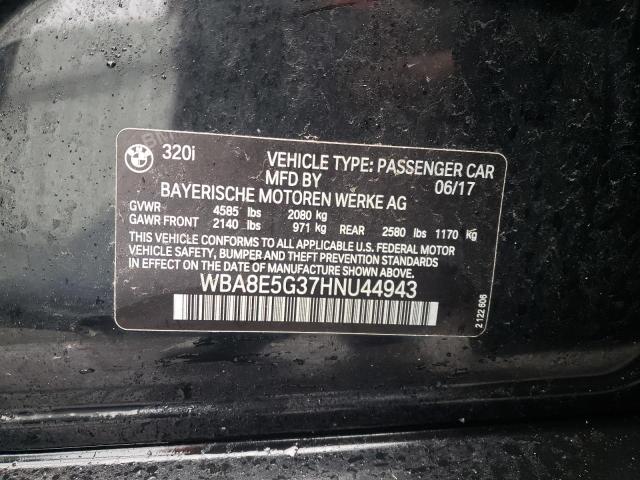 320i VEHICLE TYPE: PASSENGER CAR
MFD BY 06/17
BAYERISCHE MOTOREN WERKE AG
GVWR 4585 lbs 2080 kg
GAWR FRONT 2140 lbs 971 kg REAR 2580 lbs 1170 kg
THIS VEHICLE CONFORMS TO ALL APPLICABLE U.S. FEDERAL MOTOR
VEHICLE SAFETY, BUMPER AND THEFT PREVENTION STANDARDS
IN EFFECT ON THE DATE OF MANUFACTURE SHOWN ABOVE.
WBA8E5G37HNU44943
2 122 606